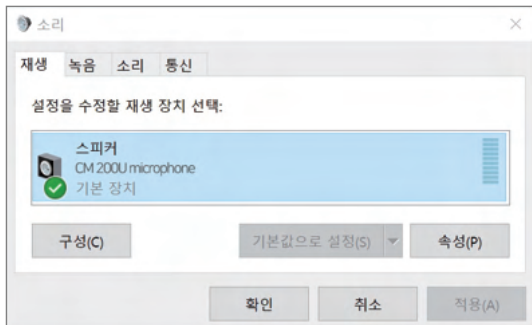 소리
재생 녹음 소리 통신
설정을 수정할 재생 장치 선택:
스피커
CM 200U microphone
기본 장치
구성(C) 기본값으로 설정(S) 속성(P)
확인 취소 적용(A)